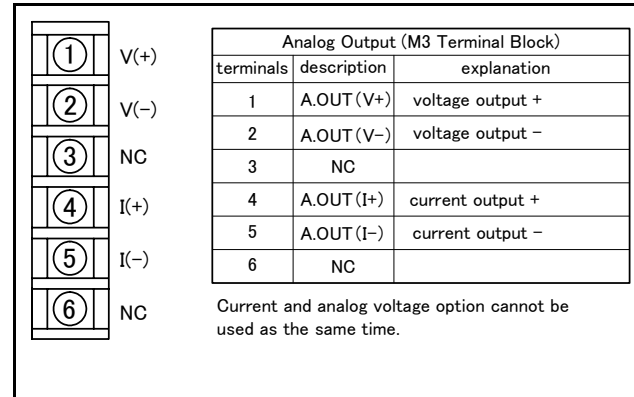 ① V(+)
② V(-)
③ NC
④ I(+)
⑤ I(-)
⑥ NC
Analog Output (M3 Terminal Block)
terminals description explanation
1 A.OUT (V+) voltage output +
2 A.OUT (V-) voltage output -
3 NC
4 A.OUT (I+) current output +
5 A.OUT (I-) current output -
6 NC
Current and analog voltage option cannot be
used as the same time.